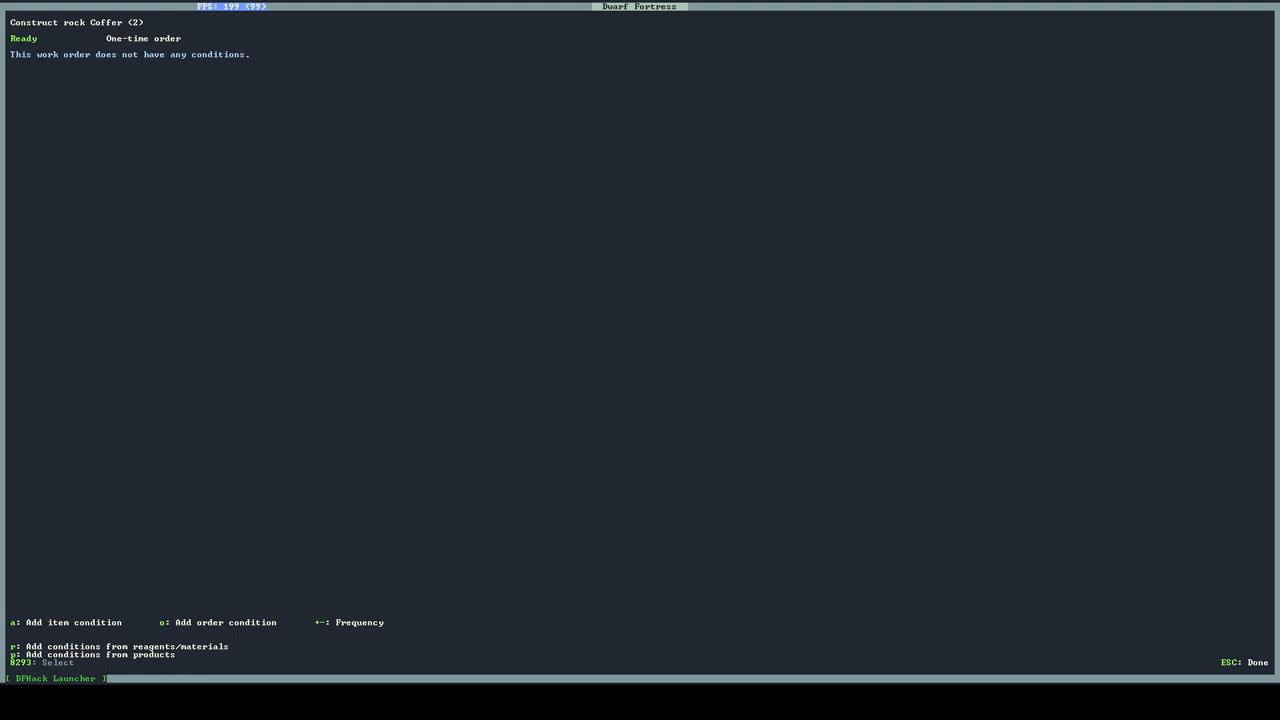 FPS: 199 (99)
Dwarf Fortress
Construct rock Coffer (2)
Ready One-time order
This work order does not have any conditions.
a: Add item condition o: Add order condition +-: Frequency
r: Add conditions from reagents/materials
p: Add conditions from products
8293: Select ESC: Done
[ DFHack Launcher ]